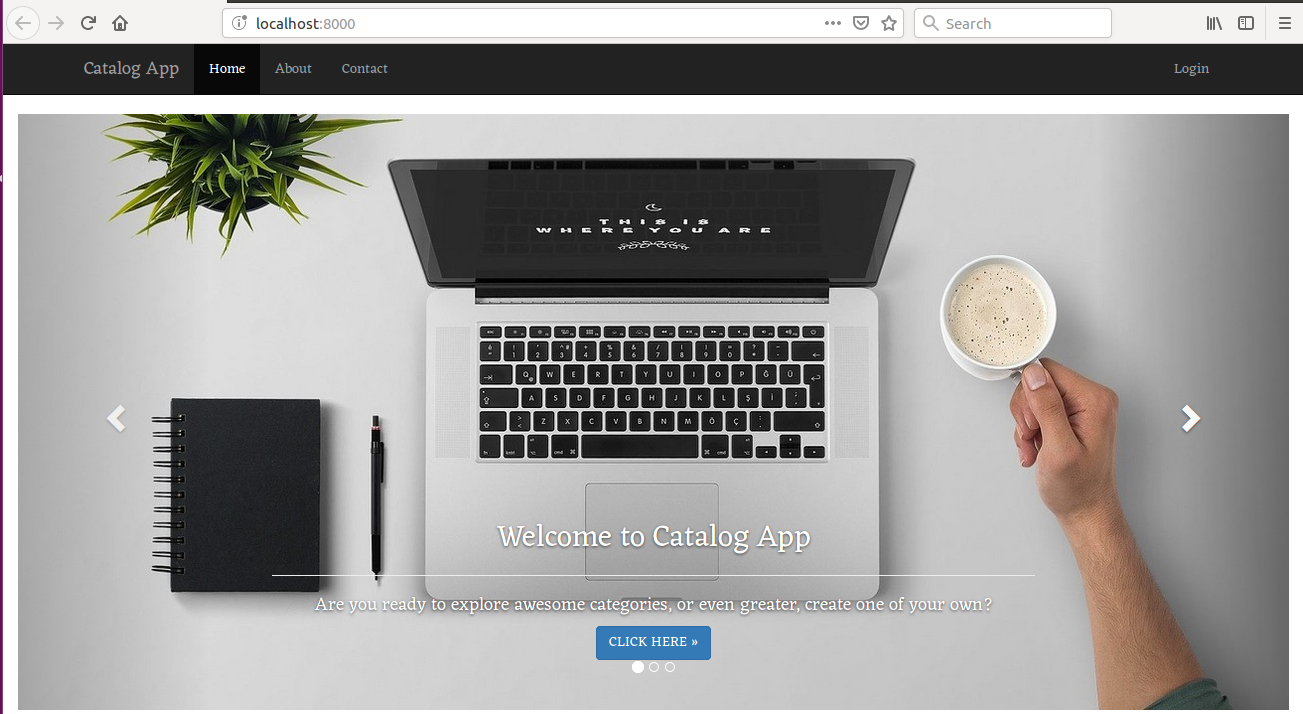 localhost:8000
Search
Catalog App Home About Contact Login
THIS IS
WHERE YOU ARE
Q W E R T Y U I O P Ğ Ü
A S D F G H J K L Ş İ
Z X C V B N M Ö Ç
Welcome to Catalog App
Are you ready to explore awesome categories, or even greater, create one of your own?
CLICK HERE »